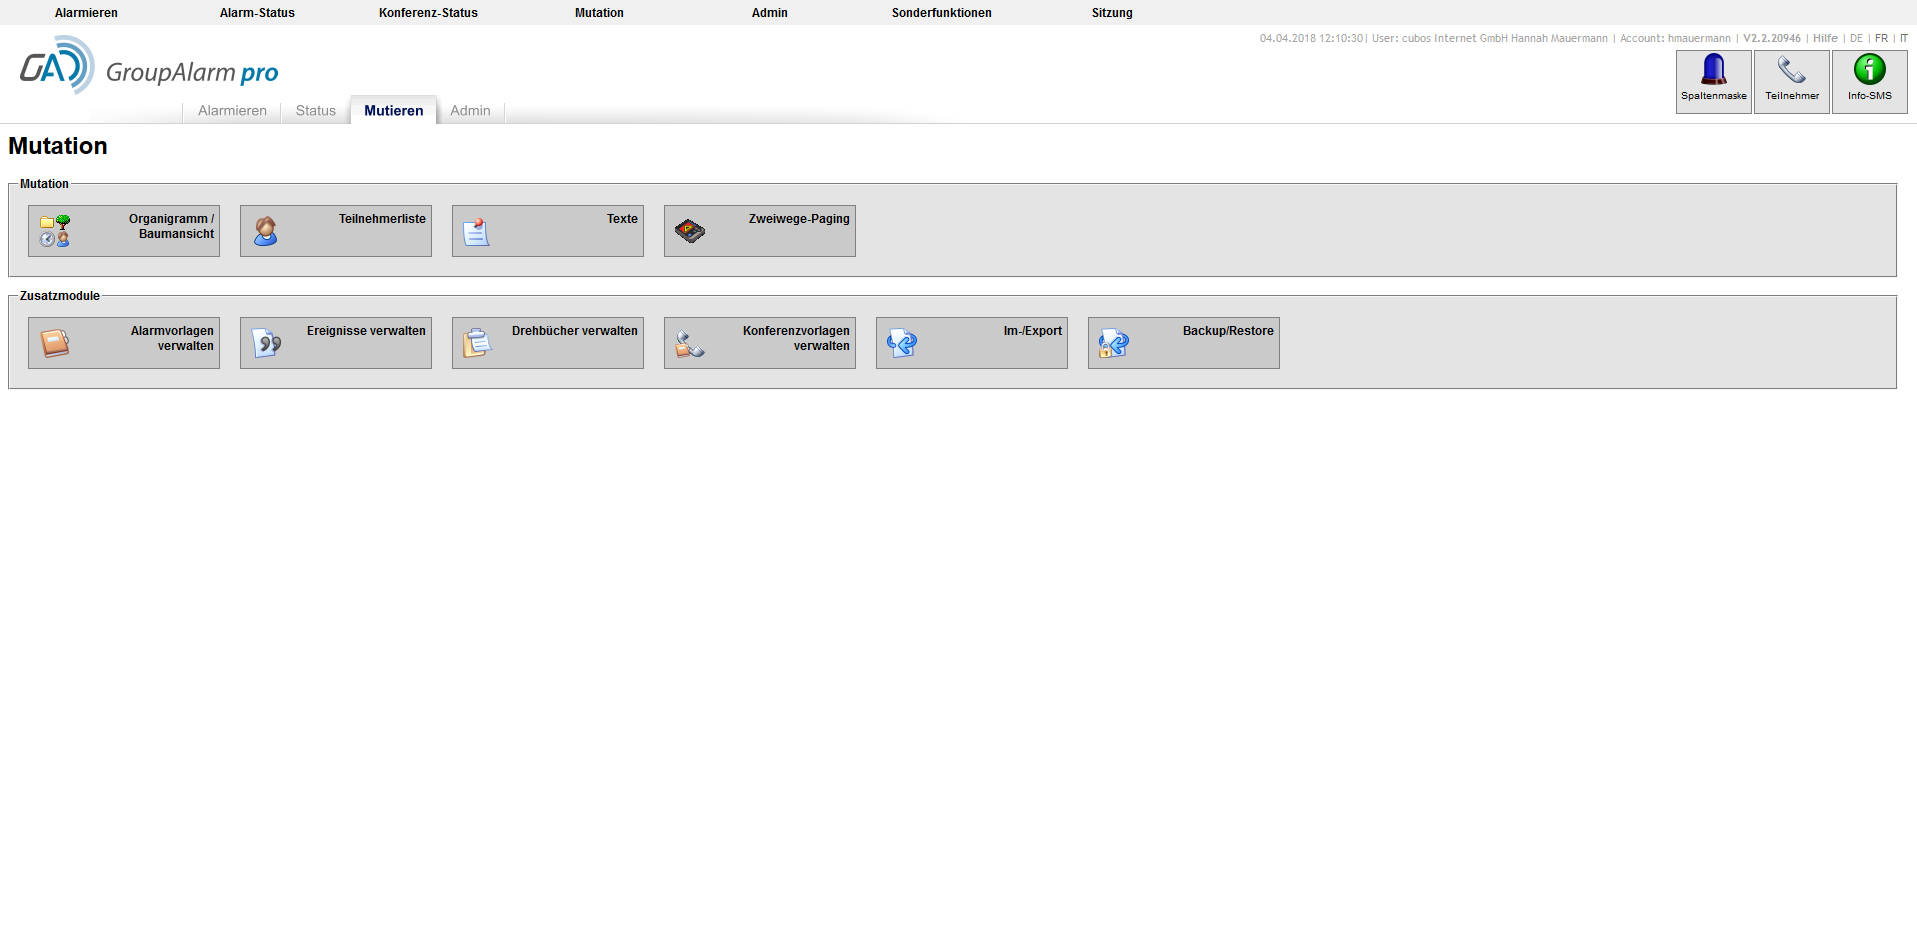 Alarmieren Alarm-Status Konferenz-Status Mutation Admin Sonderfunktionen Sitzung
04.04.2018 12:10:30| User: cubos Internet GmbH Hannah Mauermann | Account: hmauermann | V2.2.20946 | Hilfe | DE | FR | IT
GA GroupAlarm pro
Spaltenmaske Teilnehmer Info-SMS
Alarmieren Status Mutieren Admin
Mutation
Mutation
Organigramm /
Baumansicht
Teilnehmerliste
Texte
Zweiwege-Paging
Zusatzmodule
Alarmvorlagen
verwalten
Ereignisse verwalten
Drehbücher verwalten
Konferenzvorlagen
verwalten
Im-/Export
Backup/Restore